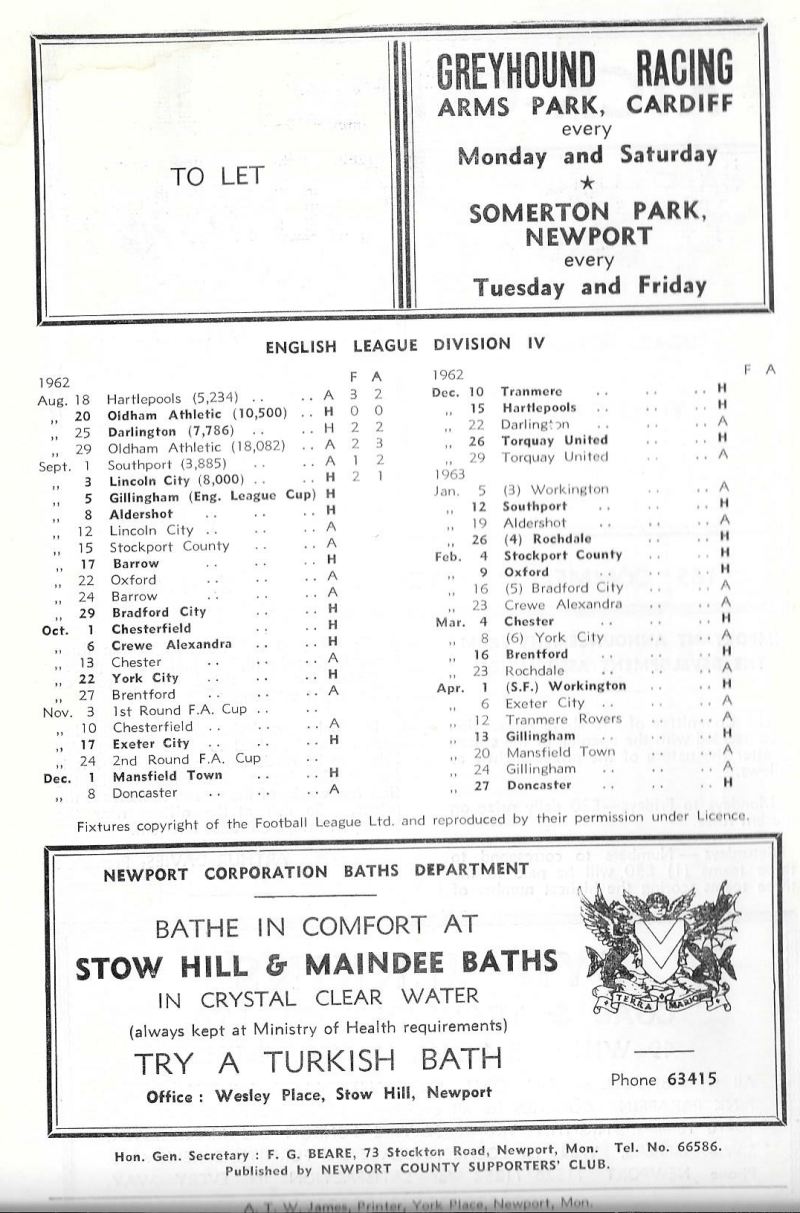 TO LET
GREYHOUND RACING
ARMS PARK, CARDIFF
every
Monday and Saturday
★
SOMERTON PARK,
NEWPORT
every
Tuesday and Friday
ENGLISH LEAGUE DIVISION IV
1962 F A
Aug. 18 Hartlepools (5,234) .. .. A 3 2
,, 20 Oldham Athletic (10,500) .. H 0 0
,, 25 Darlington (7,786) .. .. H 2 2
,, 29 Oldham Athletic (18,082) .. A 2 3
Sept. 1 Southport (3,885) .. .. A 1 2
,, 3 Lincoln City (8,000) .. .. H 2 1
,, 5 Gillingham (Eng. League Cup) H
,, 8 Aldershot .. .. .. H
,, 12 Lincoln City .. .. .. A
,, 15 Stockport County .. .. A
,, 17 Barrow .. .. .. H
,, 22 Oxford .. .. .. A
,, 24 Barrow .. .. .. A
,, 29 Bradford City .. .. H
Oct. 1 Chesterfield .. .. H
,, 6 Crewe Alexandra .. .. H
,, 13 Chester .. .. .. A
,, 22 York City .. .. .. H
,, 27 Brentford .. .. .. A
Nov. 3 1st Round F.A. Cup .. ..
,, 10 Chesterfield .. .. .. A
,, 17 Exeter City .. .. .. H
,, 24 2nd Round F.A. Cup ..
Dec. 1 Mansfield Town .. .. H
,, 8 Doncaster .. .. .. A
1962 F A
Dec. 10 Tranmere .. .. .. H
,, 15 Hartlepools .. .. .. H
,, 22 Darlington .. .. .. A
,, 26 Torquay United .. .. H
,, 29 Torquay United .. .. A
1963
Jan. 5 (3) Workington .. .. A
,, 12 Southport .. .. .. H
,, 19 Aldershot .. .. .. A
,, 26 (4) Rochdale .. .. H
Feb. 4 Stockport County .. .. H
,, 9 Oxford .. .. .. H
,, 16 (5) Bradford City .. .. A
,, 23 Crewe Alexandra .. .. A
Mar. 4 Chester .. .. .. H
,, 8 (6) York City .. .. A
,, 16 Brentford .. .. .. H
,, 23 Rochdale .. .. .. A
Apr. 1 (S.F.) Workington .. .. H
,, 6 Exeter City .. .. .. A
,, 12 Tranmere Rovers .. .. A
,, 13 Gillingham .. .. .. H
,, 20 Mansfield Town .. .. A
,, 24 Gillingham .. .. .. A
,, 27 Doncaster .. .. .. H
Fixtures copyright of the Football League Ltd. and reproduced by their permission under Licence.
NEWPORT CORPORATION BATHS DEPARTMENT
BATHE IN COMFORT AT
STOW HILL & MAINDEE BATHS
IN CRYSTAL CLEAR WATER
(always kept at Ministry of Health requirements)
TRY A TURKISH BATH
Office : Wesley Place, Stow Hill, Newport
TERRA MARIQUE
Phone 63415
Hon. Gen. Secretary : F. G. BEARE, 73 Stockton Road, Newport, Mon. Tel. No. 66586.
Published by NEWPORT COUNTY SUPPORTERS' CLUB.
A. T. W. James, Printer, York Place, Newport, Mon.